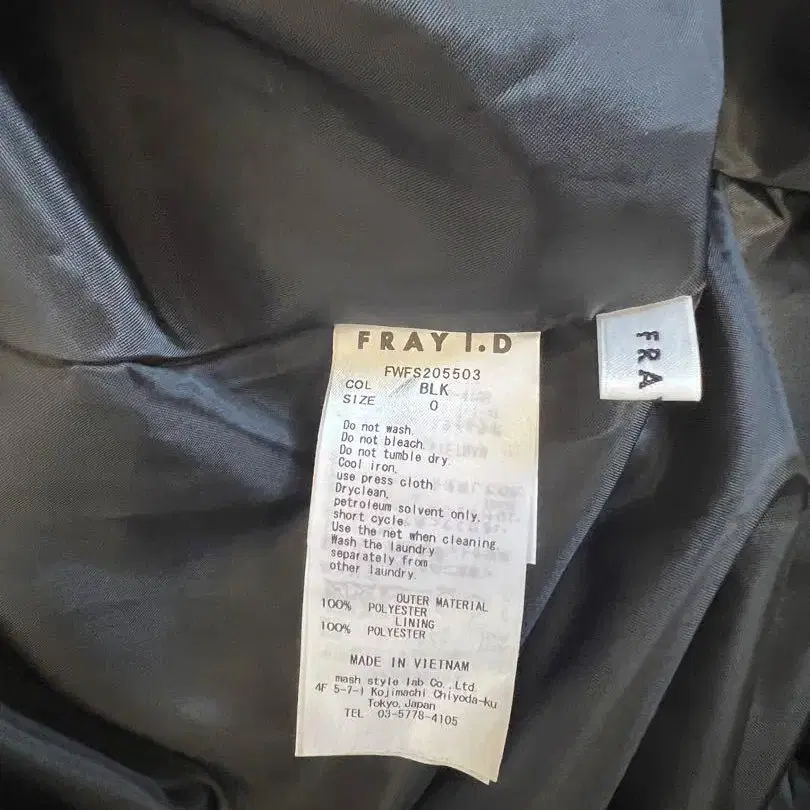 FRAY I.D
FWFS205503
COL BLK
SIZE 0
Do not wash.
Do not bleach.
Do not tumble dry.
Cool iron.
use press cloth.
Dryclean.
petroleum solvent only.
short cycle.
Use the net when cleaning.
Wash the laundry
separately from
other laundry.
OUTER MATERIAL
100% POLYESTER
LINING
100% POLYESTER
MADE IN VIETNAM
mash style lab Co., Ltd.
4F 5-7-1 Kojimachi Chiyoda-ku
Tokyo, Japan
TEL 03-5778-4105
FRA